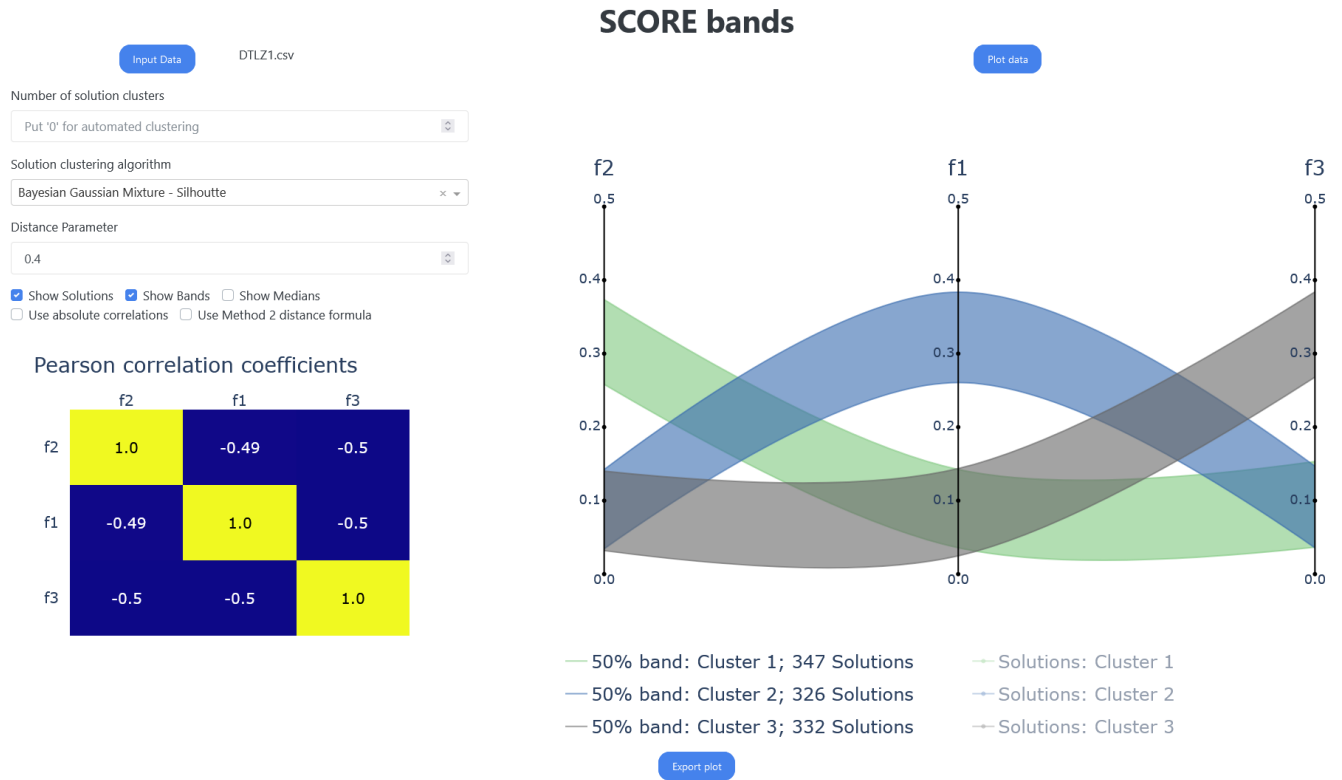 SCORE bands
Input Data
DTLZ1.csv
Plot data
Number of solution clusters
Put '0' for automated clustering
Solution clustering algorithm
Bayesian Gaussian Mixture - Silhoutte
Distance Parameter
0.4
Show Solutions Show Bands Show Medians
Use absolute correlations Use Method 2 distance formula
Pearson correlation coefficients
f2 f1 f3
f2 1.0 -0.49 -0.5
f1 -0.49 1.0 -0.5
f3 -0.5 -0.5 1.0
f2 f1 f3
0.5 0.5 0.5
0.4 0.4 0.4
0.3 0.3 0.3
0.2 0.2 0.2
0.1 0.1 0.1
0.0 0.0 0.0
50% band: Cluster 1; 347 Solutions Solutions: Cluster 1
50% band: Cluster 2; 326 Solutions Solutions: Cluster 2
50% band: Cluster 3; 332 Solutions Solutions: Cluster 3
Export plot